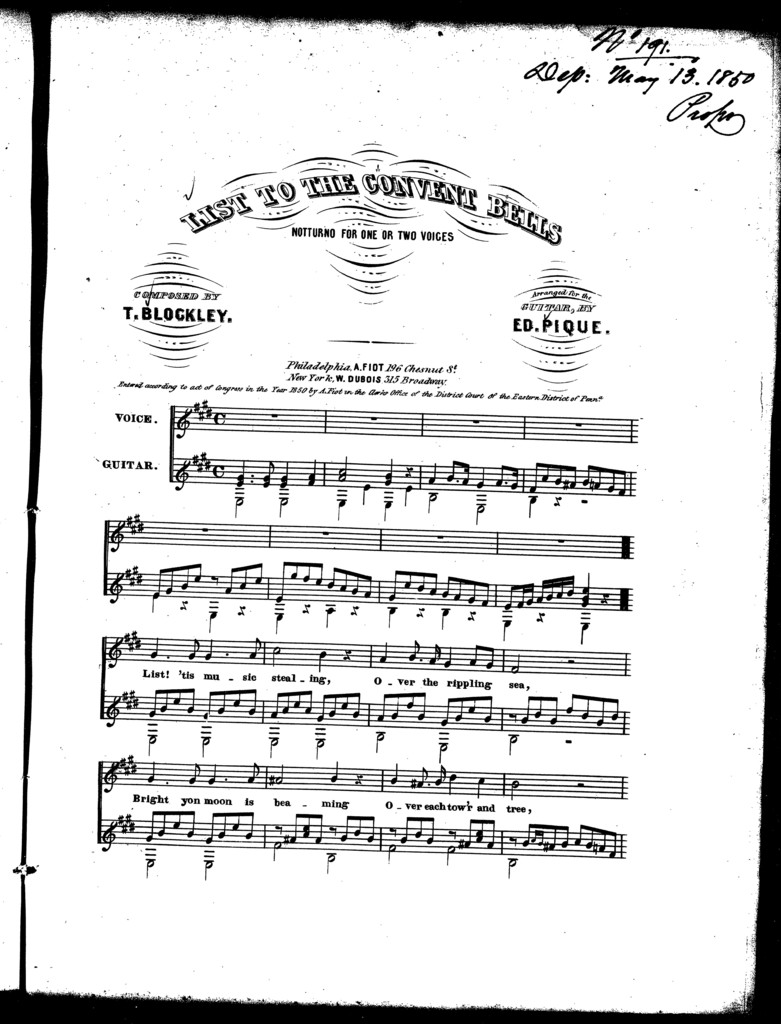 No 191.
Dep: May 13. 1850
Propr
LIST TO THE CONVENT BELLS
NOTTURNO FOR ONE OR TWO VOICES
COMPOSED BY
T. BLOCKLEY.
Arranged for the
GUITAR, BY
ED. PIQUE.
Philadelphia, A. FIOT 196 Chesnut St.
New York, W. DUBOIS 315 Broadway.
Entered according to act of Congress in the Year 1850 by A. Fiot in the Clerks Office of the District Court of the Eastern District of Penna.
VOICE.
GUITAR.
List! 'tis mu - sic steal - ing, O - ver the rippling sea,
Bright yon moon is bea - ming O - ver each tow'r and tree,